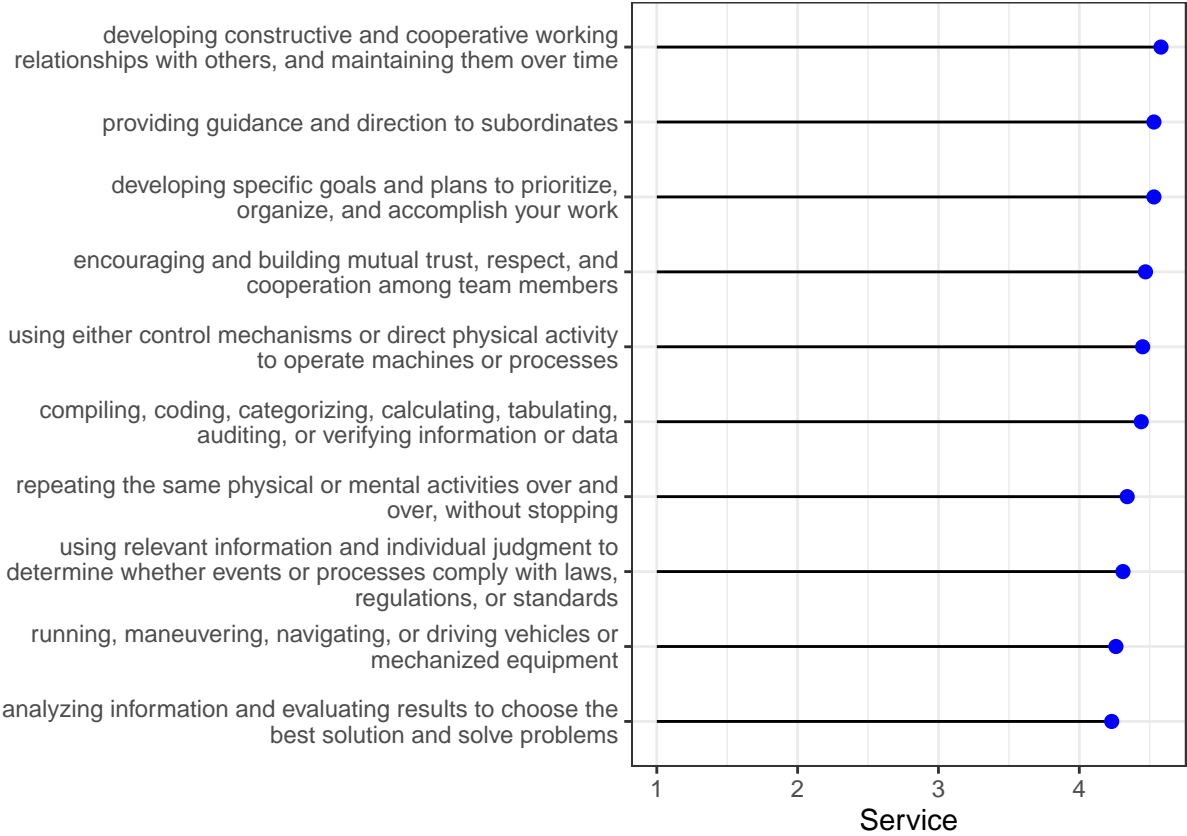 developing constructive and cooperative working
relationships with others, and maintaining them over time
providing guidance and direction to subordinates
developing specific goals and plans to prioritize,
organize, and accomplish your work
encouraging and building mutual trust, respect, and
cooperation among team members
using either control mechanisms or direct physical activity
to operate machines or processes
compiling, coding, categorizing, calculating, tabulating,
auditing, or verifying information or data
repeating the same physical or mental activities over and
over, without stopping
using relevant information and individual judgment to
determine whether events or processes comply with laws,
regulations, or standards
running, maneuvering, navigating, or driving vehicles or
mechanized equipment
analyzing information and evaluating results to choose the
best solution and solve problems
1 2 3 4
Service